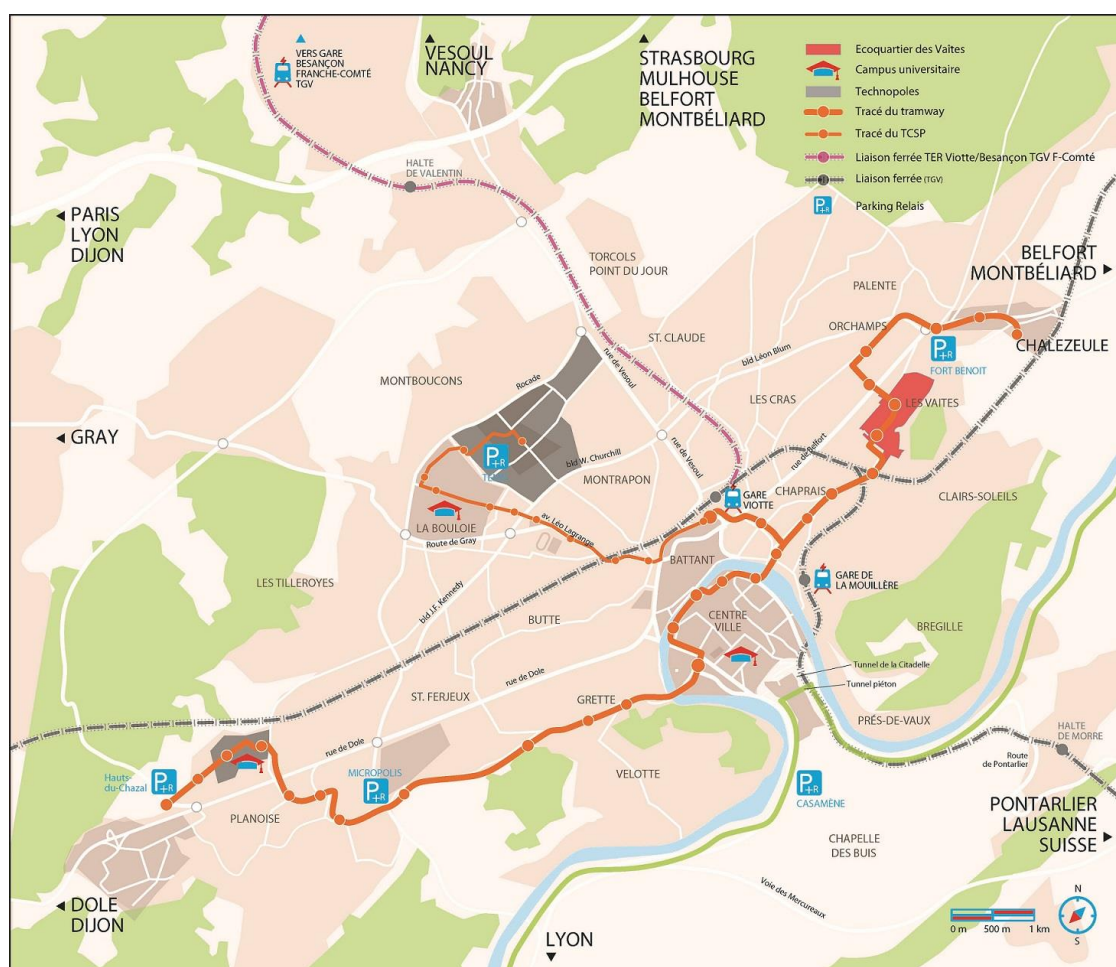 VERS GARE
BESANÇON
FRANCHE-COMTÉ
TGV
VESOUL
NANCY
STRASBOURG
MULHOUSE
BELFORT
MONTBÉLIARD
Ecoquartier des Vaîtes
Campus universitaire
Technopoles
Tracé du tramway
Tracé du TCSP
Liaison ferrée TER Viotte/Besançon TGV F-Comté
Liaison ferrée (TGV)
P+R Parking Relais
HALTE
DE VALENTIN
PARIS
LYON
DIJON
TORCOLS
POINT DU JOUR
BELFORT
MONTBÉLIARD
PALENTE
ORCHAMPS
ST. CLAUDE
bld Léon Blum
rue de Vesoul
CHALEZEULE
P+R
FORT BENOIT
MONTBOUCONS
Rocade
LES CRAS
LES VAITES
GRAY
P+R
rue de Vesoul
rue de Belfort
bld W. Churchill
MONTRAPON
CHAPRAIS
CLAIRS-SOLEILS
GARE
VIOTTE
LA BOULOIE
av. Léo Lagrange
Route de Gray
BATTANT
GARE DE
LA MOUILLÈRE
LES TILLEROYES
bld J.F. Kennedy
BUTTE
CENTRE
VILLE
BREGILLE
Tunnel de la Citadelle
Tunnel piéton
rue de Dole
ST. FERJEUX
GRETTE
PRÉS-DE-VAUX
HALTE
DE MORRE
Route
de Pontarlier
rue de Dole
Hauts-
du-Chazal
P+R
MICROPOLIS
P+R
VELOTTE
P+R
CASAMÈNE
PLANOISE
PONTARLIER
LAUSANNE
SUISSE
CHAPELLE
DES BUIS
Voie des Mercureaux
DOLE
DIJON
LYON
N
S
0 m 500 m 1 km